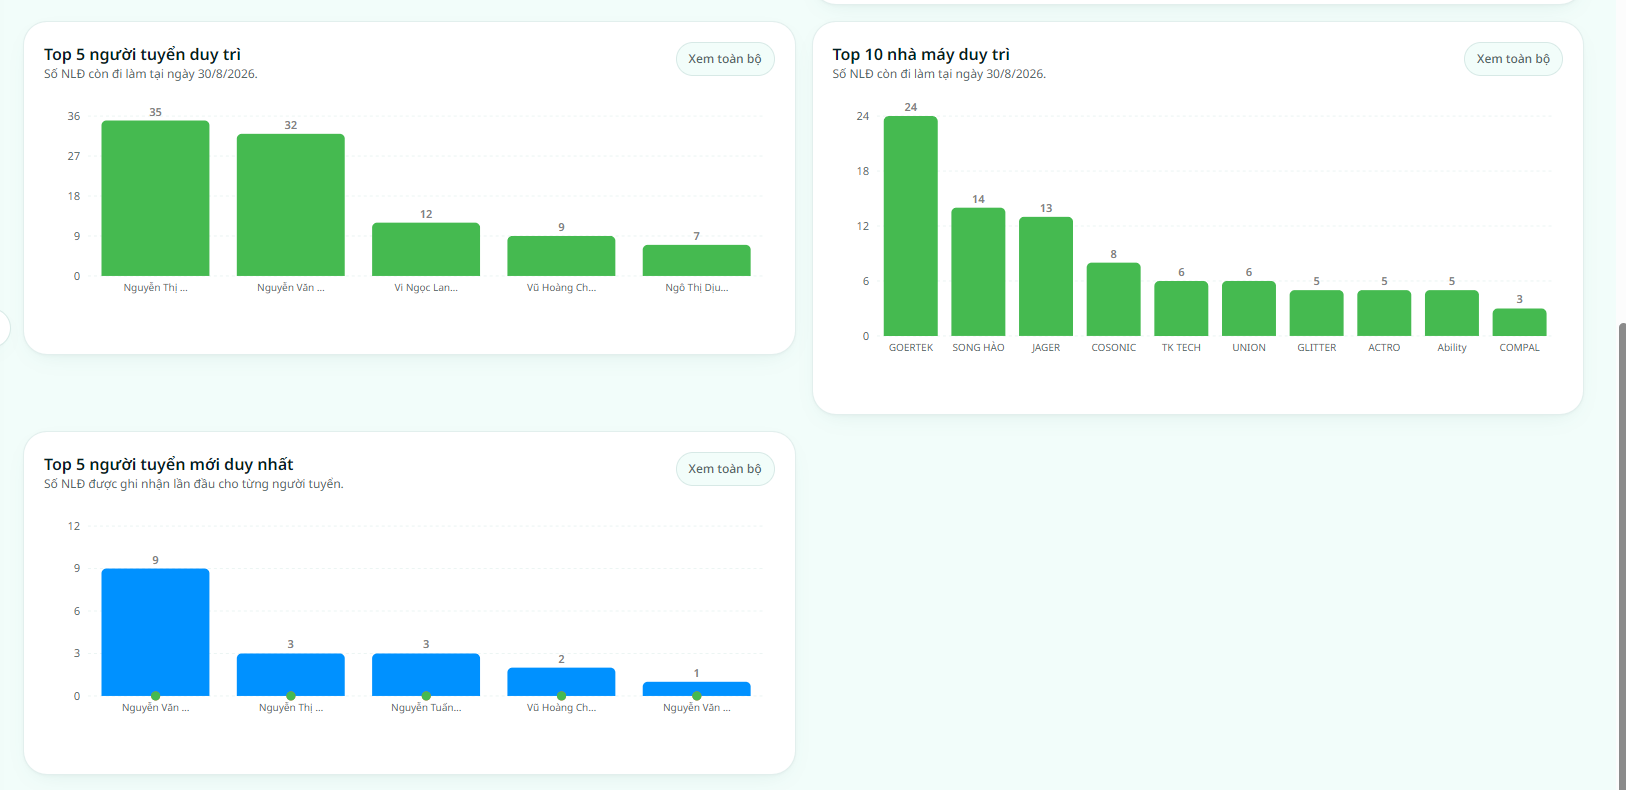 Top 5 người tuyển duy trì
Số NLĐ còn đi làm tại ngày 30/8/2026.
Xem toàn bộ
36
27
18
9
0
35
32
12
9
7
Nguyễn Thị ...
Nguyễn Văn ...
Vi Ngọc Lan...
Vũ Hoàng Ch...
Ngô Thị Dịu...
Top 10 nhà máy duy trì
Số NLĐ còn đi làm tại ngày 30/8/2026.
Xem toàn bộ
24
18
12
6
0
24
14
13
8
6
6
5
5
5
3
GOERTEK
SONG HÀO
JAGER
COSONIC
TK TECH
UNION
GLITTER
ACTRO
Ability
COMPAL
Top 5 người tuyển mới duy nhất
Số NLĐ được ghi nhận lần đầu cho từng người tuyển.
Xem toàn bộ
12
9
6
3
0
9
3
3
2
1
Nguyễn Văn ...
Nguyễn Thị ...
Nguyễn Tuấn...
Vũ Hoàng Ch...
Nguyễn Văn ...